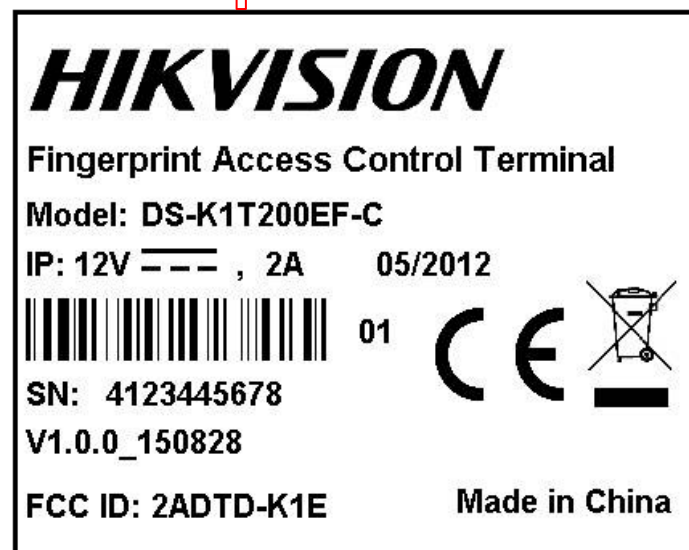 HIKVISION
Fingerprint Access Control Terminal
Model: DS-K1T200EF-C
IP: 12V , 2A 05/2012
01
SN: 4123445678
V1.0.0_150828
FCC ID: 2ADTD-K1E
CE
Made in China